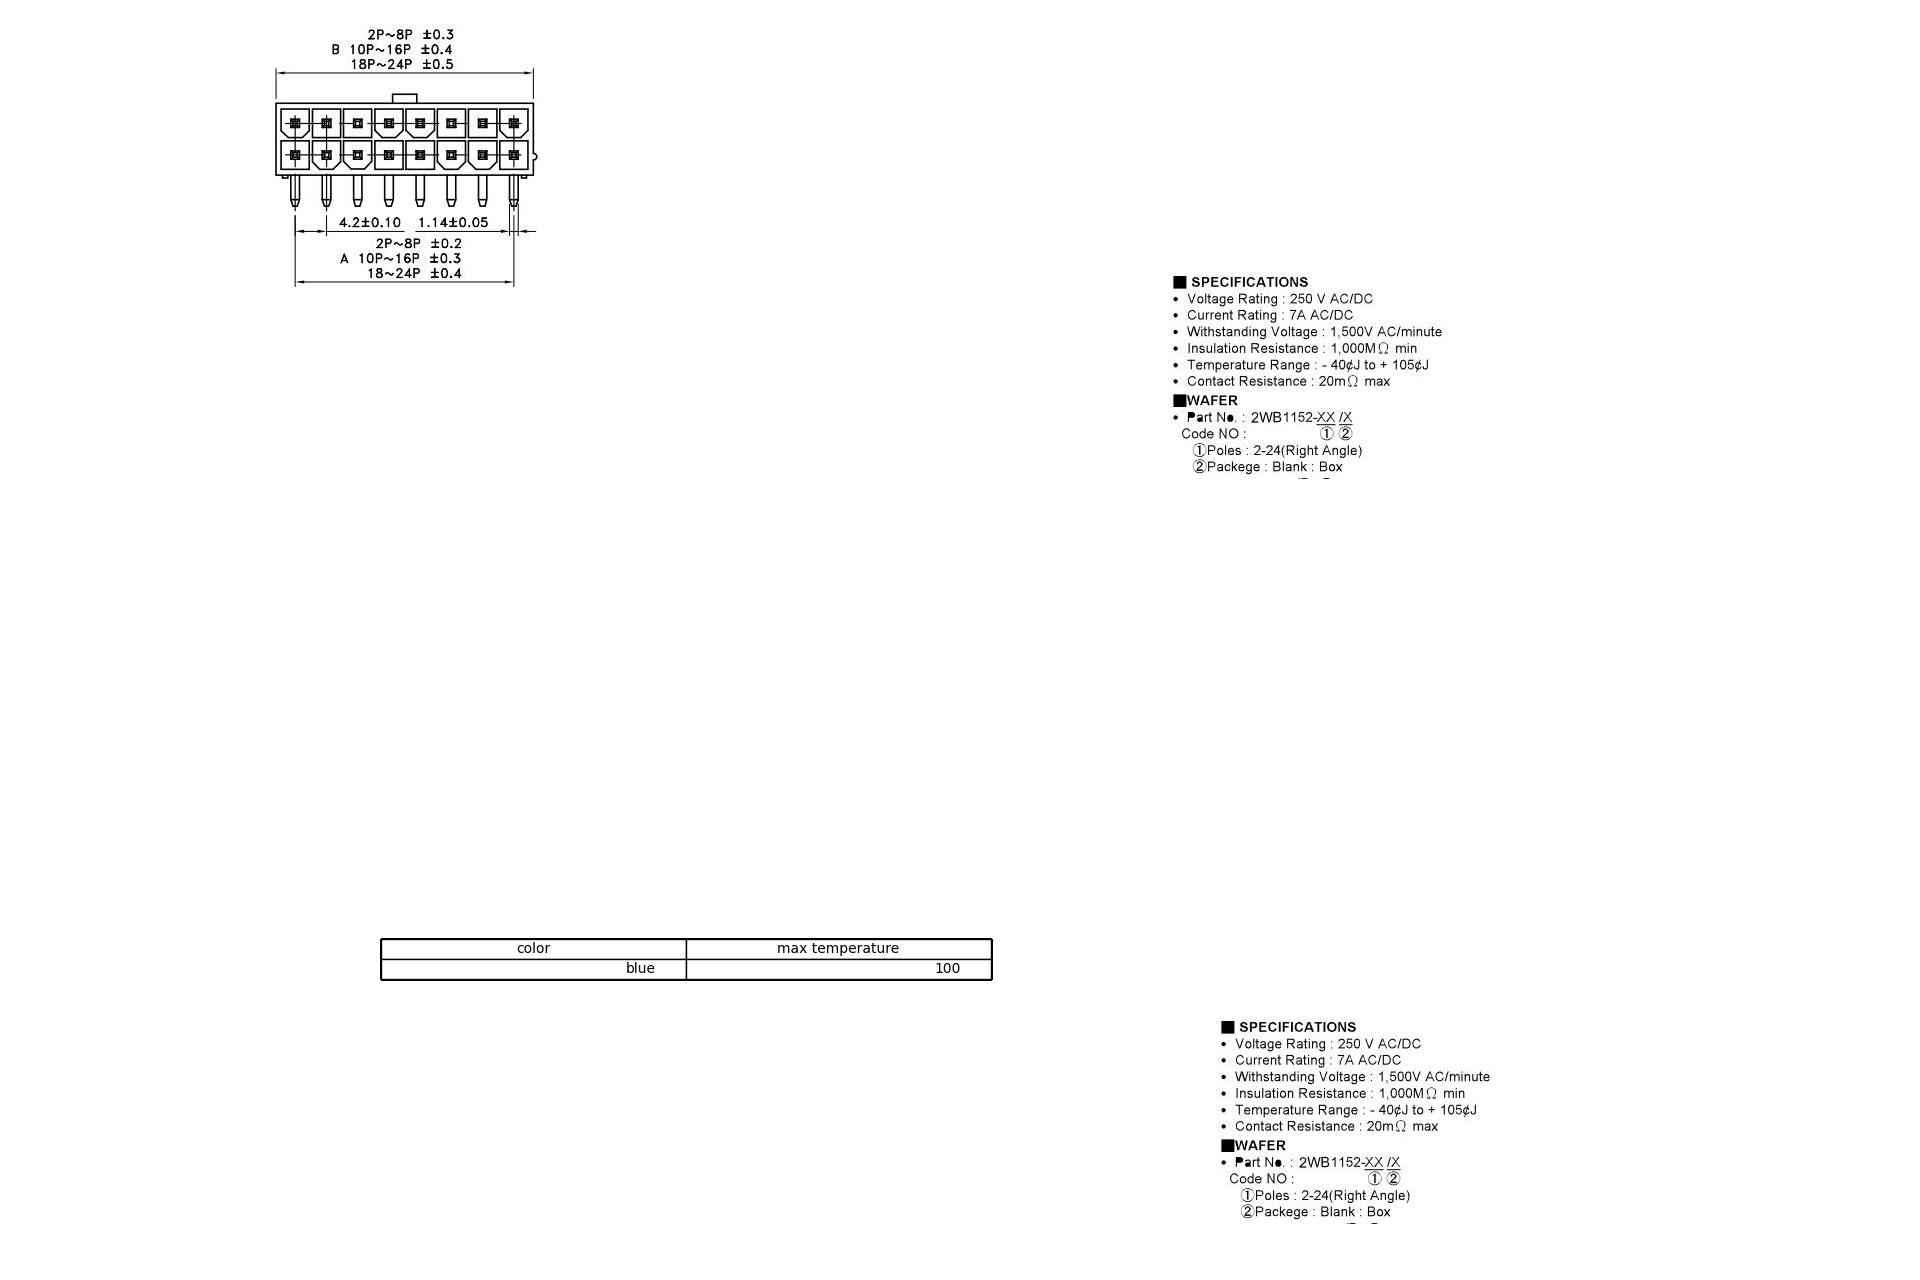 2P~8P ±0.3
B 10P~16P ±0.4
18P~24P ±0.5
4.2±0.10 1.14±0.05
2P~8P ±0.2
A 10P~16P ±0.3
18~24P ±0.4
■ SPECIFICATIONS
• Voltage Rating : 250 V AC/DC
• Current Rating : 7A AC/DC
• Withstanding Voltage : 1,500V AC/minute
• Insulation Resistance : 1,000MΩ min
• Temperature Range : - 40¢J to + 105¢J
• Contact Resistance : 20mΩ max
■WAFER
• Part No. : 2WB1152-XX /X
Code NO : ① ②
①Poles : 2-24(Right Angle)
②Packege : Blank : Box
color max temperature
blue 100
■ SPECIFICATIONS
• Voltage Rating : 250 V AC/DC
• Current Rating : 7A AC/DC
• Withstanding Voltage : 1,500V AC/minute
• Insulation Resistance : 1,000MΩ min
• Temperature Range : - 40¢J to + 105¢J
• Contact Resistance : 20mΩ max
■WAFER
• Part No. : 2WB1152-XX /X
Code NO : ① ②
①Poles : 2-24(Right Angle)
②Packege : Blank : Box